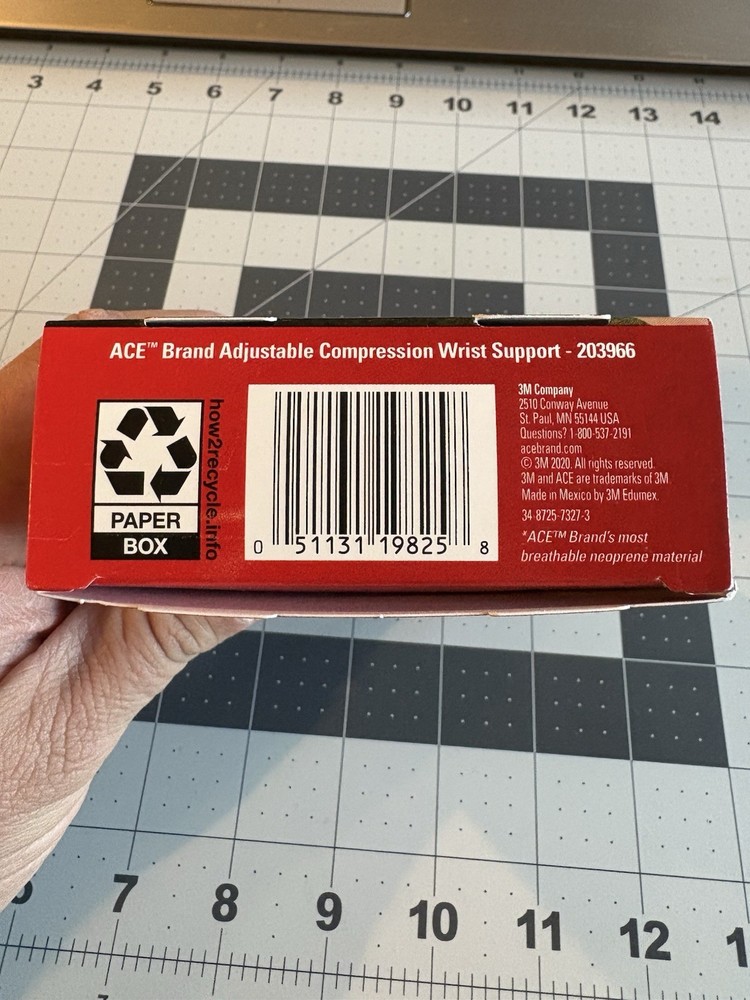 3 4 5 6 7 8 9 10 11 12 13 14
ACE™ Brand Adjustable Compression Wrist Support - 203966
PAPER
BOX
how2recycle.info
0 51131 19825 8
3M Company
2510 Conway Avenue
St. Paul, MN 55144 USA
Questions? 1-800-537-2191
acebrand.com
© 3M 2020. All rights reserved.
3M and ACE are trademarks of 3M.
Made in Mexico by 3M Edumex.
34-8725-7327-3
*ACE™ Brand's most
breathable neoprene material
7 8 9 10 11 12